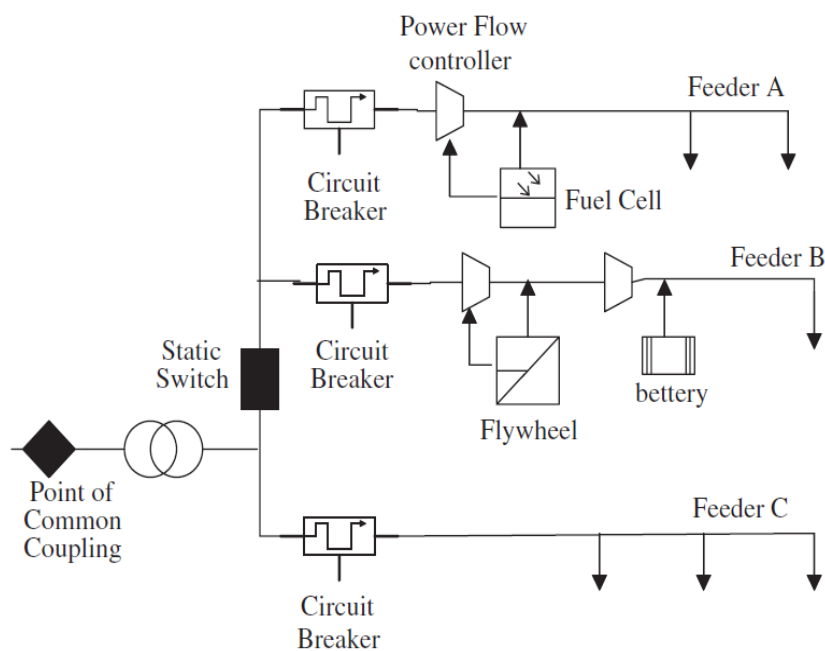 Power Flow
controller
Feeder A
Circuit
Breaker
Fuel Cell
Feeder B
Static
Switch
Circuit
Breaker
bettery
Flywheel
Point of
Common
Coupling
Feeder C
Circuit
Breaker